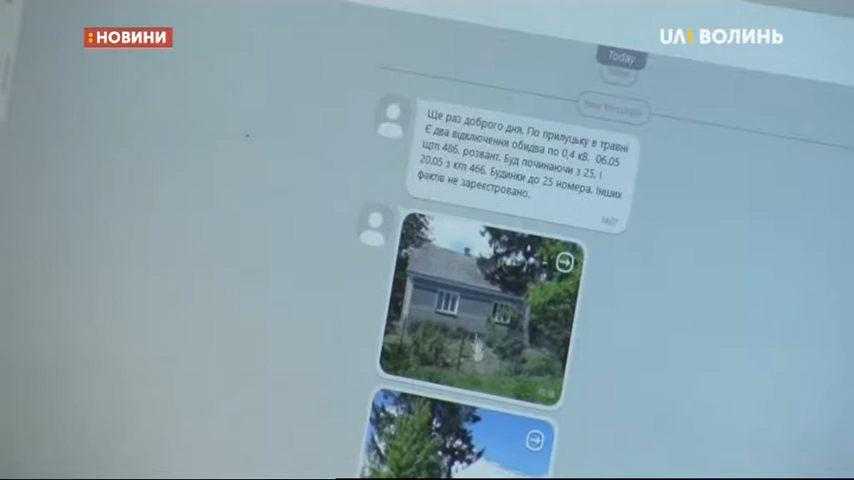 :НОВИНИ
UA: ВОЛИНЬ
Today
New Messages
Ще раз доброго дня. По прилуцьку в травні
Є два відключення обидва по 0,4 кВ. 06.05
щтп 486. розвант. Буд починаючи з 25. І
20.05 з ктп 466. Будинки до 25 номера. Інших
фактів не зареєстровано.